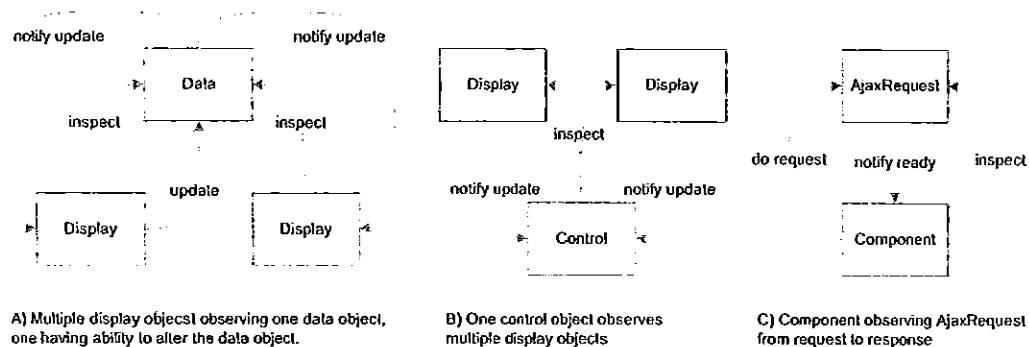 notify update
notify update
Data
inspect
inspect
update
Display
Display
A) Multiple display objecst observing one data object,
one having ability to alter the data object.
Display
Display
inspect
notify update
notify update
Control
B) One control object observes
multiple display objects
AjaxRequest
do request
notify ready
inspect
Component
C) Component observing AjaxRequest
from request to response